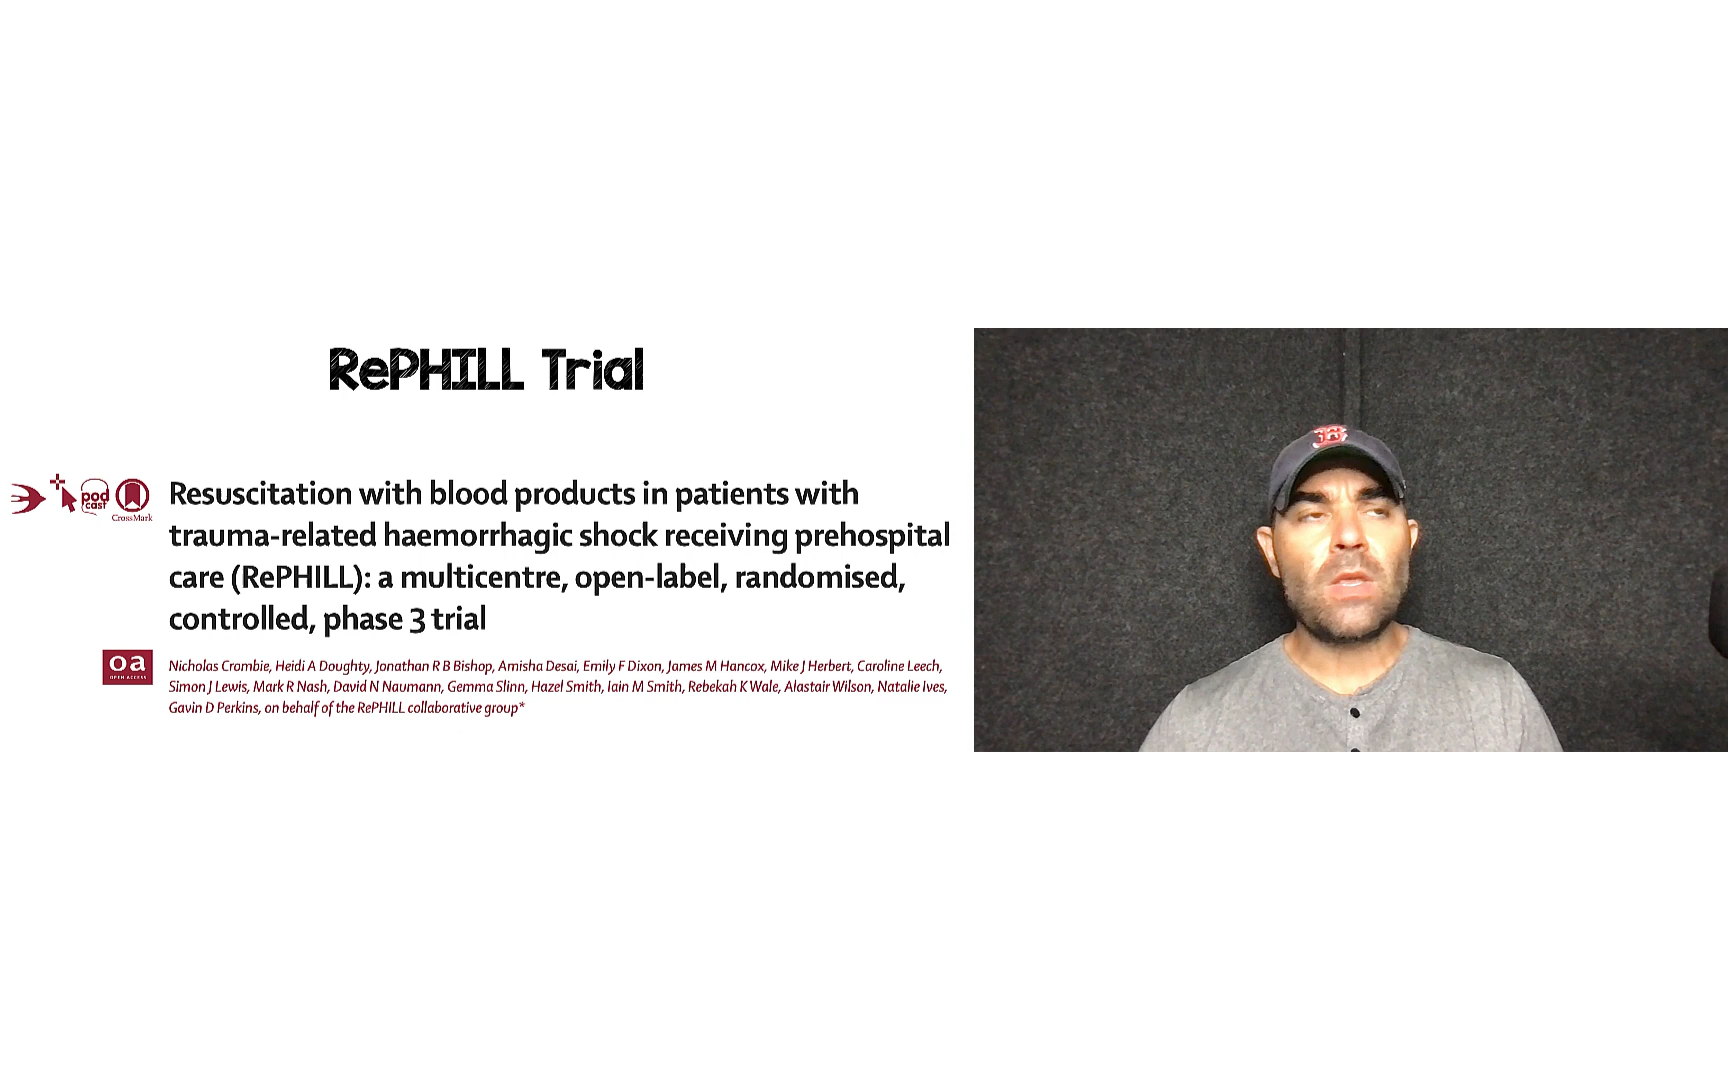 RePHILL Trial
pod
cast
CrossMark
Resuscitation with blood products in patients with
trauma-related haemorrhagic shock receiving prehospital
care (RePHILL): a multicentre, open-label, randomised,
controlled, phase 3 trial
oa
OPEN ACCESS
Nicholas Crombie, Heidi A Doughty, Jonathan R B Bishop, Amisha Desai, Emily F Dixon, James M Hancox, Mike J Herbert, Caroline Leech,
Simon J Lewis, Mark R Nash, David N Naumann, Gemma Slinn, Hazel Smith, Iain M Smith, Rebekah K Wale, Alastair Wilson, Natalie Ives,
Gavin D Perkins, on behalf of the RePHILL collaborative group*
B